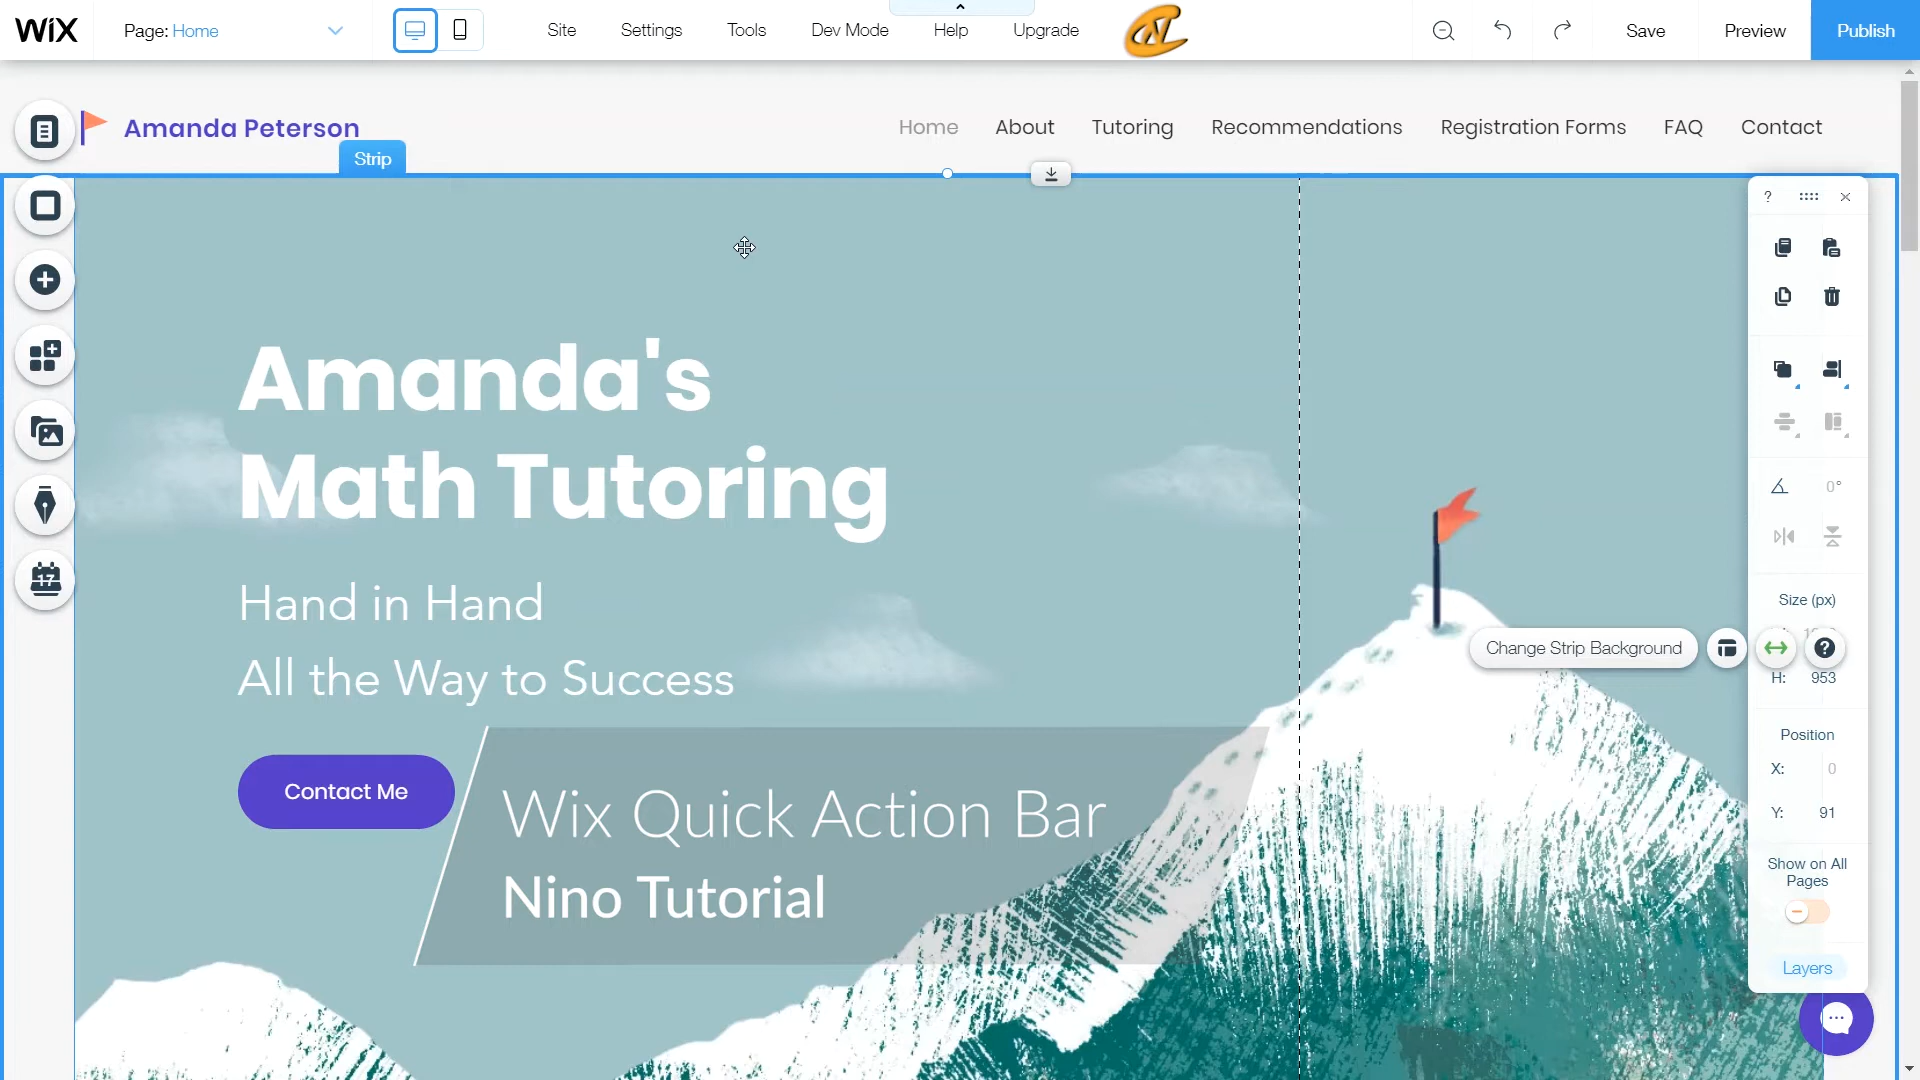 WiX
Page: Home
Site
Settings
Tools
Dev Mode
Help
Upgrade
Save
Preview
Publish
Amanda Peterson
Home
About
Tutoring
Recommendations
Registration Forms
FAQ
Contact
Strip
?
Amanda's
Math Tutoring
0°
Hand in Hand
Size (px)
Change Strip Background
?
All the Way to Success
H: 953
Position
X: 0
Contact Me
Wix Quick Action Bar
Y: 91
Nino Tutorial
Show on All
Pages
Layers
17